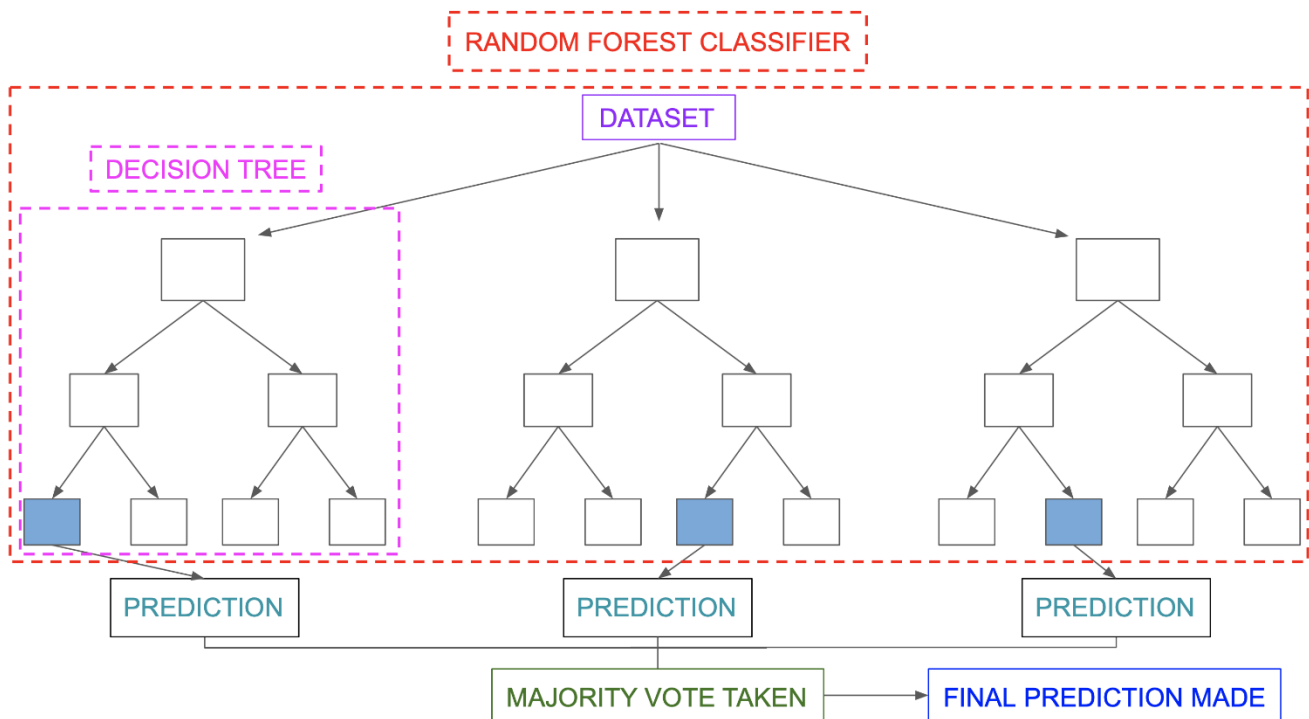 RANDOM FOREST CLASSIFIER
DATASET
DECISION TREE
PREDICTION
PREDICTION
PREDICTION
MAJORITY VOTE TAKEN
FINAL PREDICTION MADE